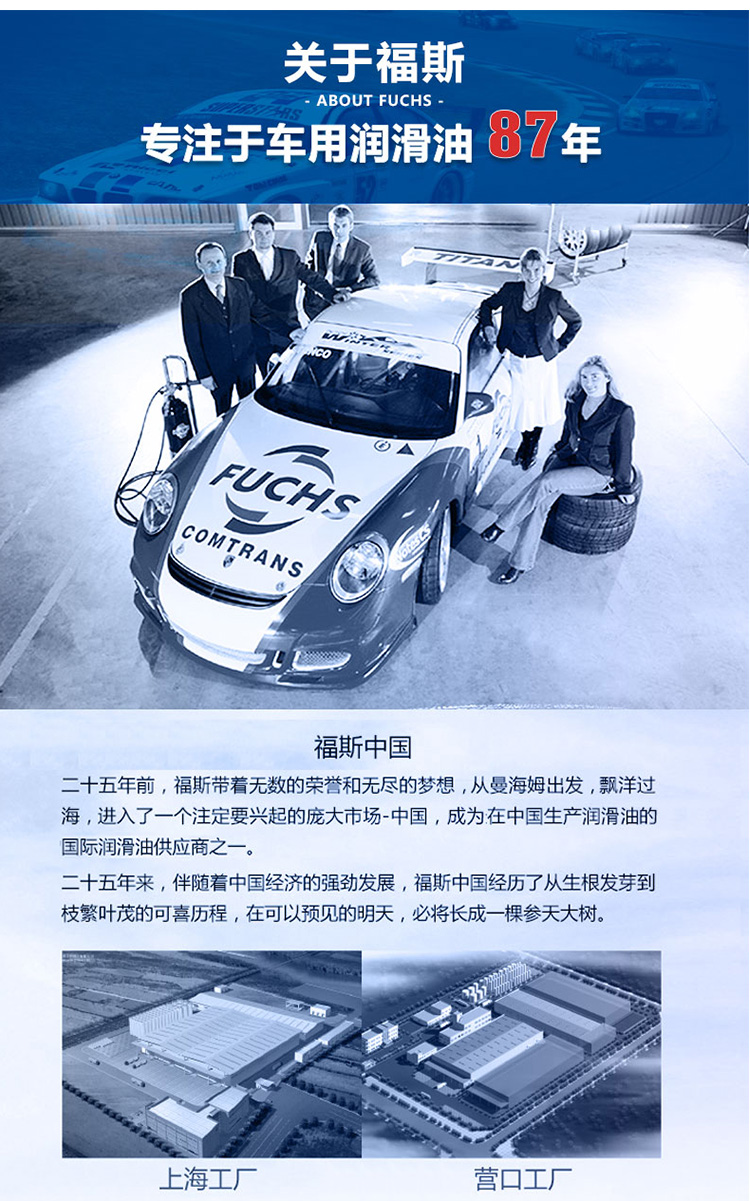 关于福斯
- ABOUT FUCHS -
专注于车用润滑油 87年
SUPERSTARS
TITAN
WINTER SERIES
FUCHS
COMTRANS
福斯中国
二十五年前，福斯带着无数的荣誉和无尽的梦想，从曼海姆出发，飘洋过
海，进入了一个注定要兴起的庞大市场-中国，成为在中国生产润滑油的
国际润滑油供应商之一。
二十五年来，伴随着中国经济的强劲发展，福斯中国经历了从生根发芽到
枝繁叶茂的可喜历程，在可以预见的明天，必将长成一棵参天大树。
上海工厂
营口工厂